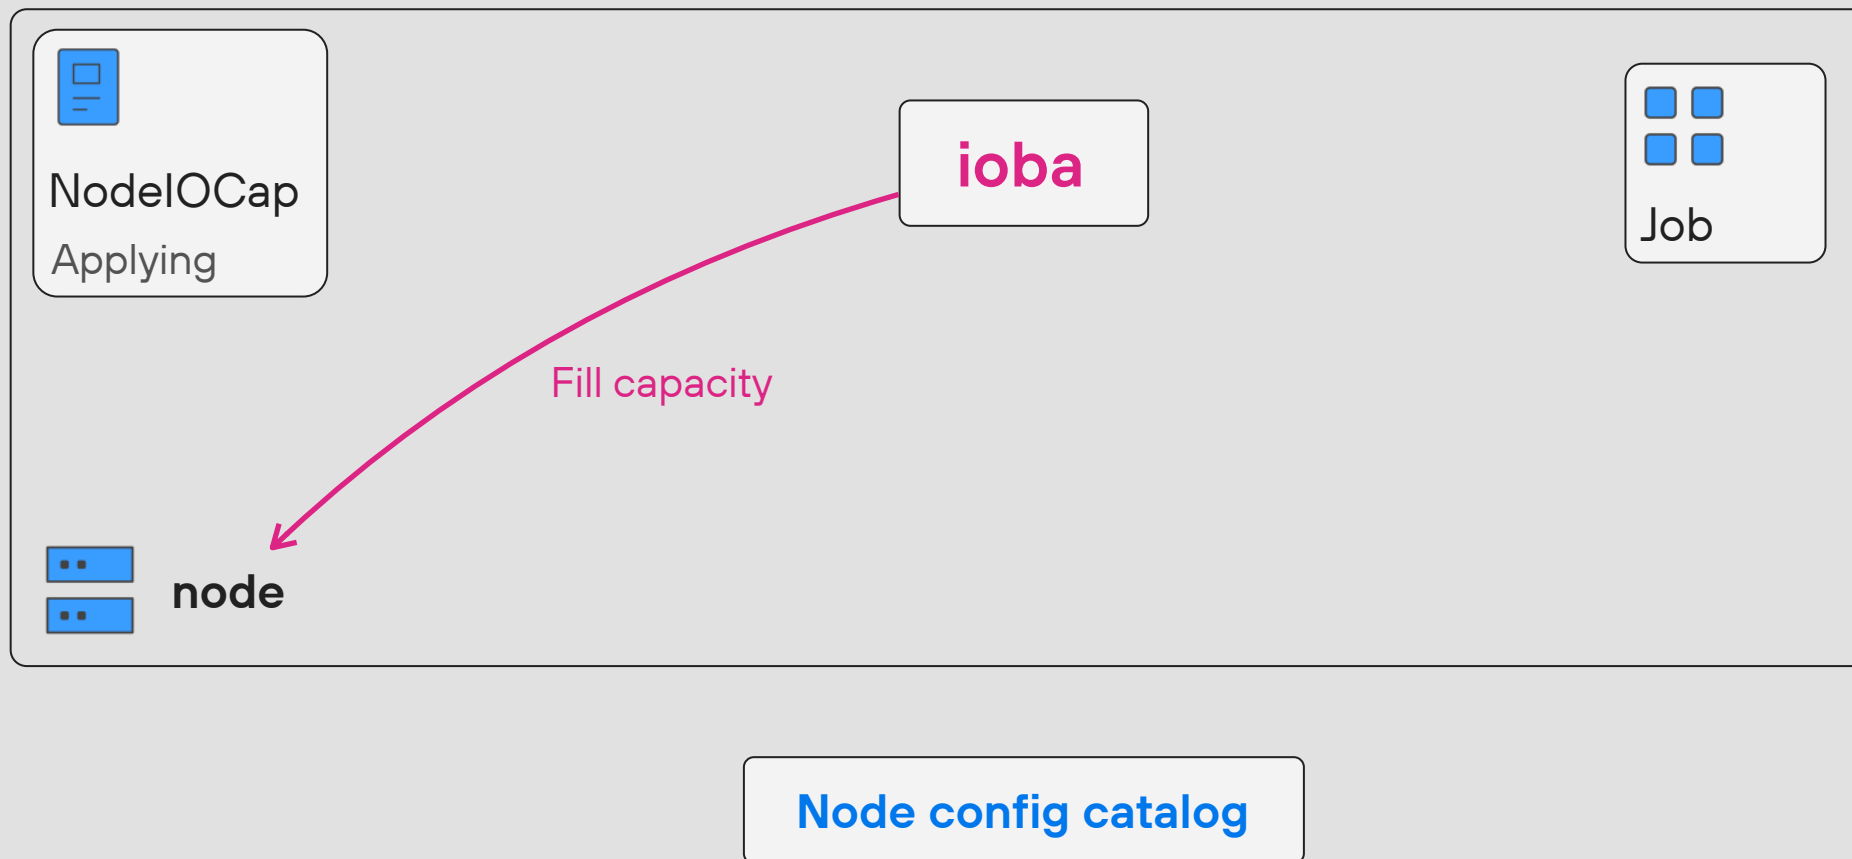 NodeIOCap
Applying
ioba
Job
Fill capacity
node
Node config catalog